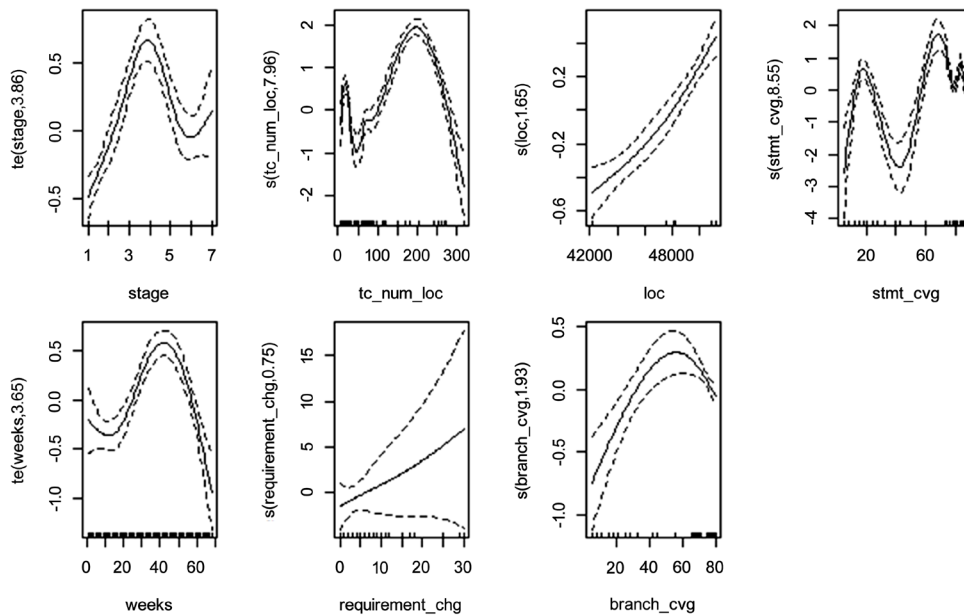 te(stage,3.86)
0.5
0.0
-0.5
1 3 5 7
stage
s(tc_num_loc,7.96)
2
1
0
-1
-2
0 100 200 300
tc_num_loc
s(loc,1.65)
0.2
-0.2
-0.6
42000 48000
loc
s(stmt_cvg,8.55)
2
1
0
-1
-2
-3
-4
20 60
stmt_cvg
te(weeks,3.65)
0.5
0.0
-0.5
-1.0
0 20 40 60
weeks
s(requirement_chg,0.75)
15
10
5
0
0 10 20 30
requirement_chg
s(branch_cvg,1.93)
0.5
0.0
-1.0
0 20 40 60 80
branch_cvg